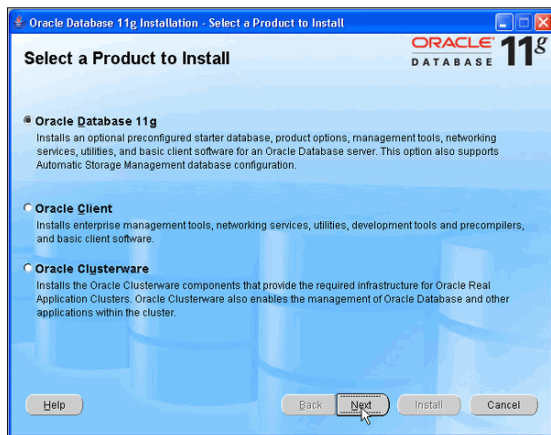 Oracle Database 11g Installation - Select a Product to Install
Select a Product to Install
ORACLE 11g
DATABASE
Oracle Database 11g
Installs an optional preconfigured starter database, product options, management tools, networking
services, utilities, and basic client software for an Oracle Database server. This option also supports
Automatic Storage Management database configuration.
Oracle Client
Installs enterprise management tools, networking services, utilities, development tools and precompilers,
and basic client software.
Oracle Clusterware
Installs the Oracle Clusterware components that provide the required infrastructure for Oracle Real
Application Clusters. Oracle Clusterware also enables the management of Oracle Database and other
applications within the cluster.
Help Back Next Install Cancel